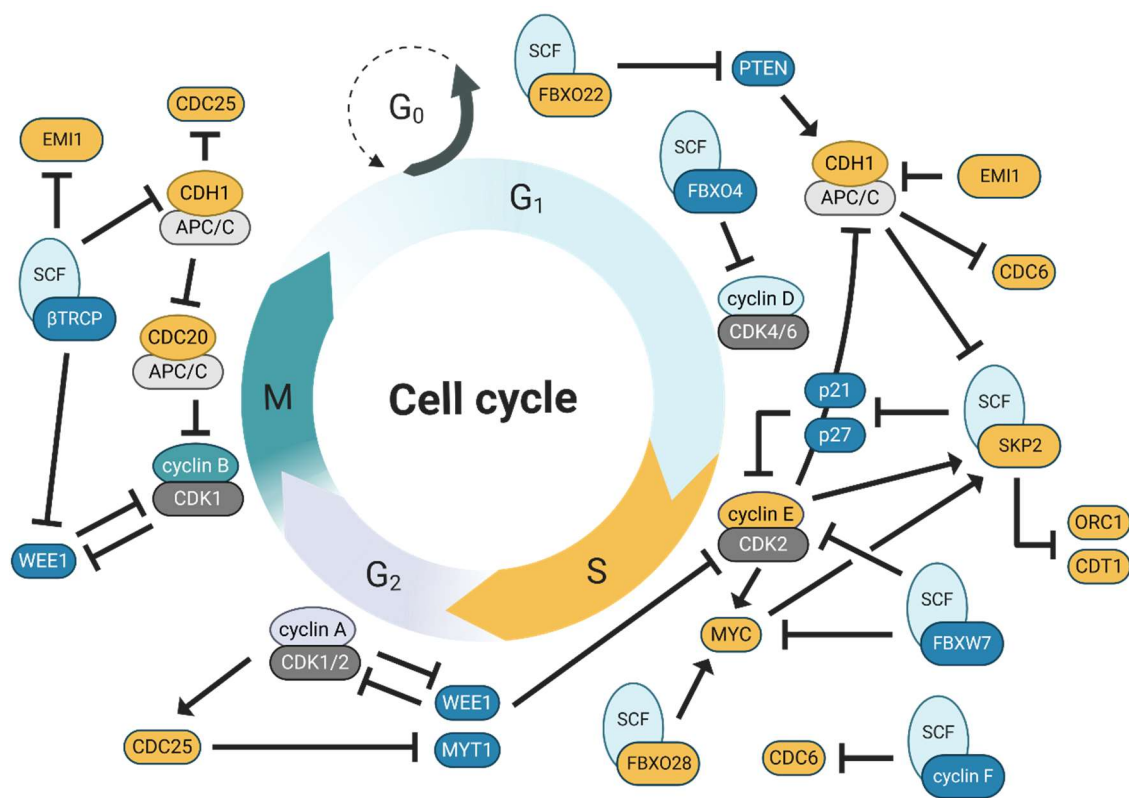 SCF
FBXO22
PTEN
G₀
CDC25
EMI1
CDH1
APC/C
SCF
βTRCP
CDC20
APC/C
cyclin B
CDK1
WEE1
G₁
SCF
FBXO4
cyclin D
CDK4/6
CDH1
APC/C
EMI1
CDC6
M
Cell cycle
p21
p27
SCF
SKP2
ORC1
CDT1
cyclin E
CDK2
S
G₂
cyclin A
CDK1/2
WEE1
MYT1
CDC25
MYC
SCF
FBXW7
SCF
FBXO28
CDC6
SCF
cyclin F